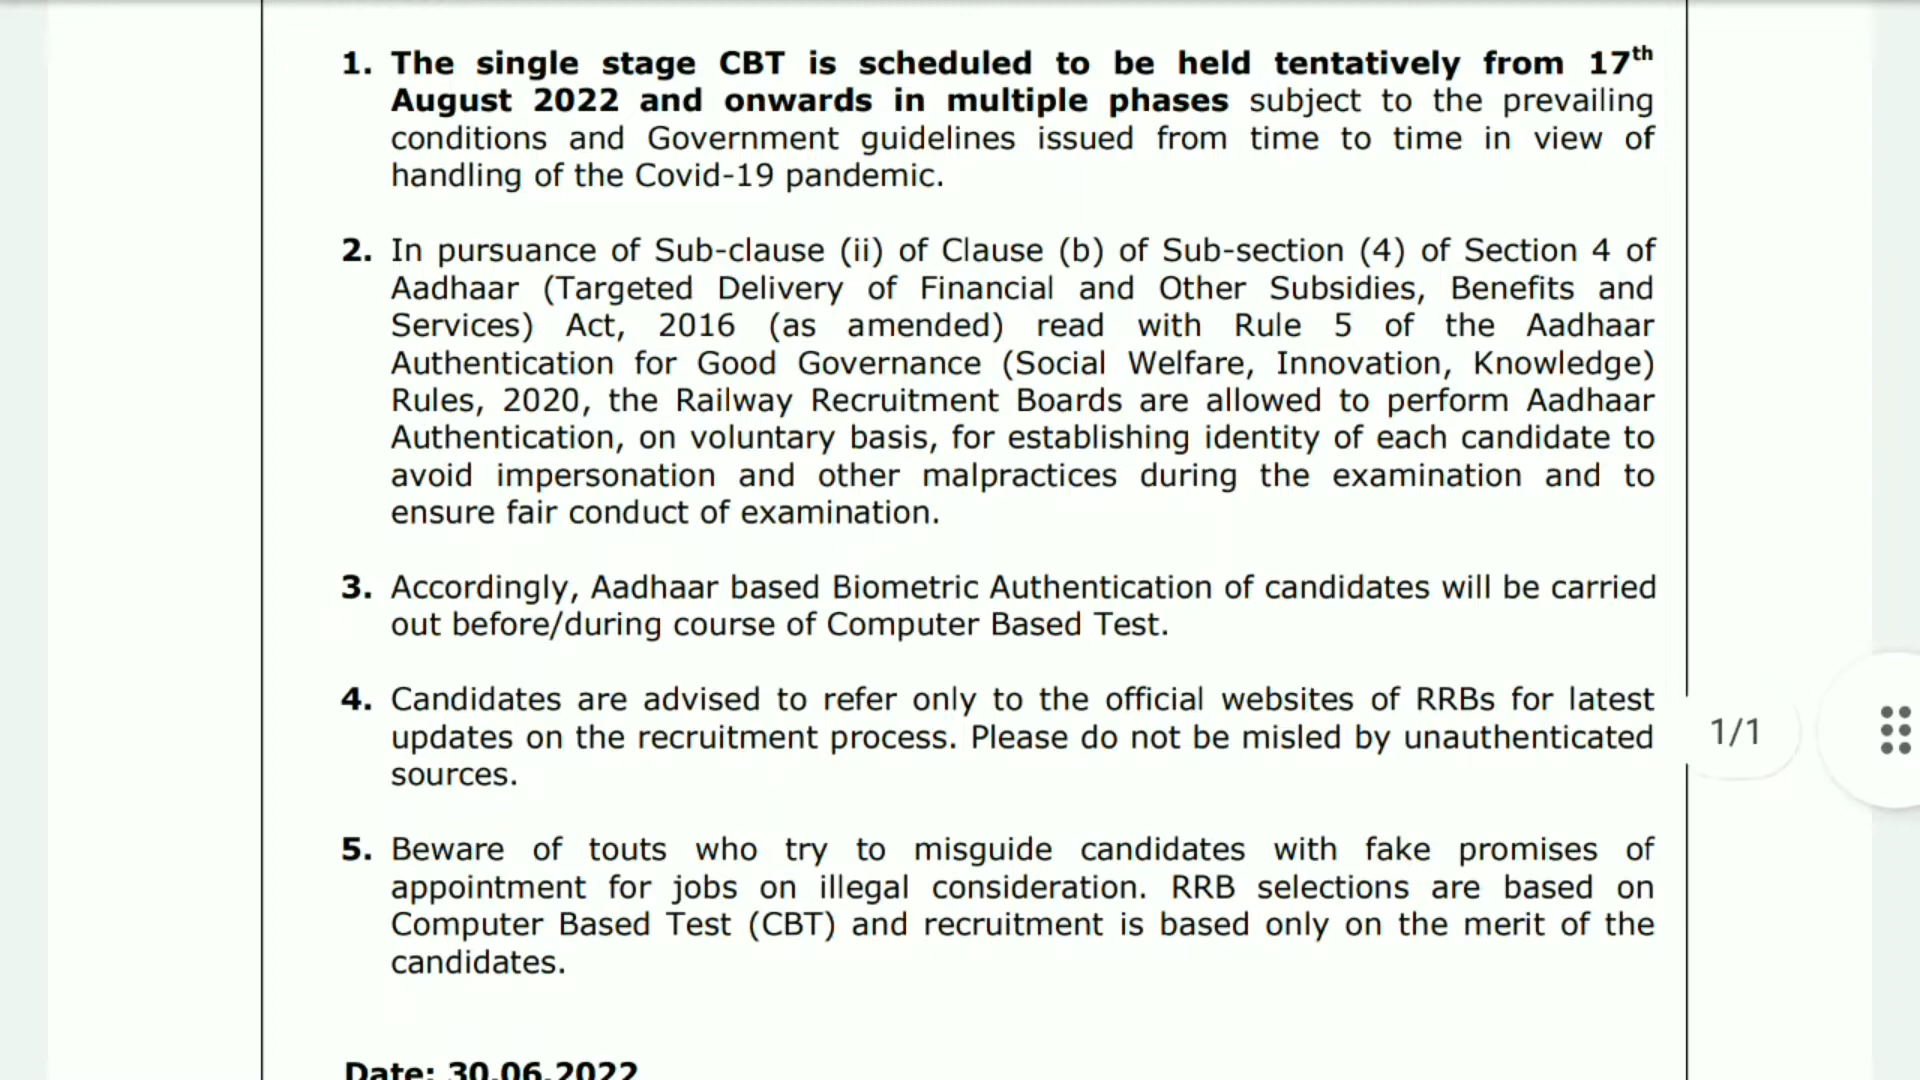 1. The single stage CBT is scheduled to be held tentatively from 17th
August 2022 and onwards in multiple phases subject to the prevailing
conditions and Government guidelines issued from time to time in view of
handling of the Covid-19 pandemic.
2. In pursuance of Sub-clause (ii) of Clause (b) of Sub-section (4) of Section 4 of
Aadhaar (Targeted Delivery of Financial and Other Subsidies, Benefits and
Services) Act, 2016 (as amended) read with Rule 5 of the Aadhaar
Authentication for Good Governance (Social Welfare, Innovation, Knowledge)
Rules, 2020, the Railway Recruitment Boards are allowed to perform Aadhaar
Authentication, on voluntary basis, for establishing identity of each candidate to
avoid impersonation and other malpractices during the examination and to
ensure fair conduct of examination.
3. Accordingly, Aadhaar based Biometric Authentication of candidates will be carried
out before/during course of Computer Based Test.
4. Candidates are advised to refer only to the official websites of RRBs for latest
updates on the recruitment process. Please do not be misled by unauthenticated
sources.
1/1
5. Beware of touts who try to misguide candidates with fake promises of
appointment for jobs on illegal consideration. RRB selections are based on
Computer Based Test (CBT) and recruitment is based only on the merit of the
candidates.
Date: 30.06.2022